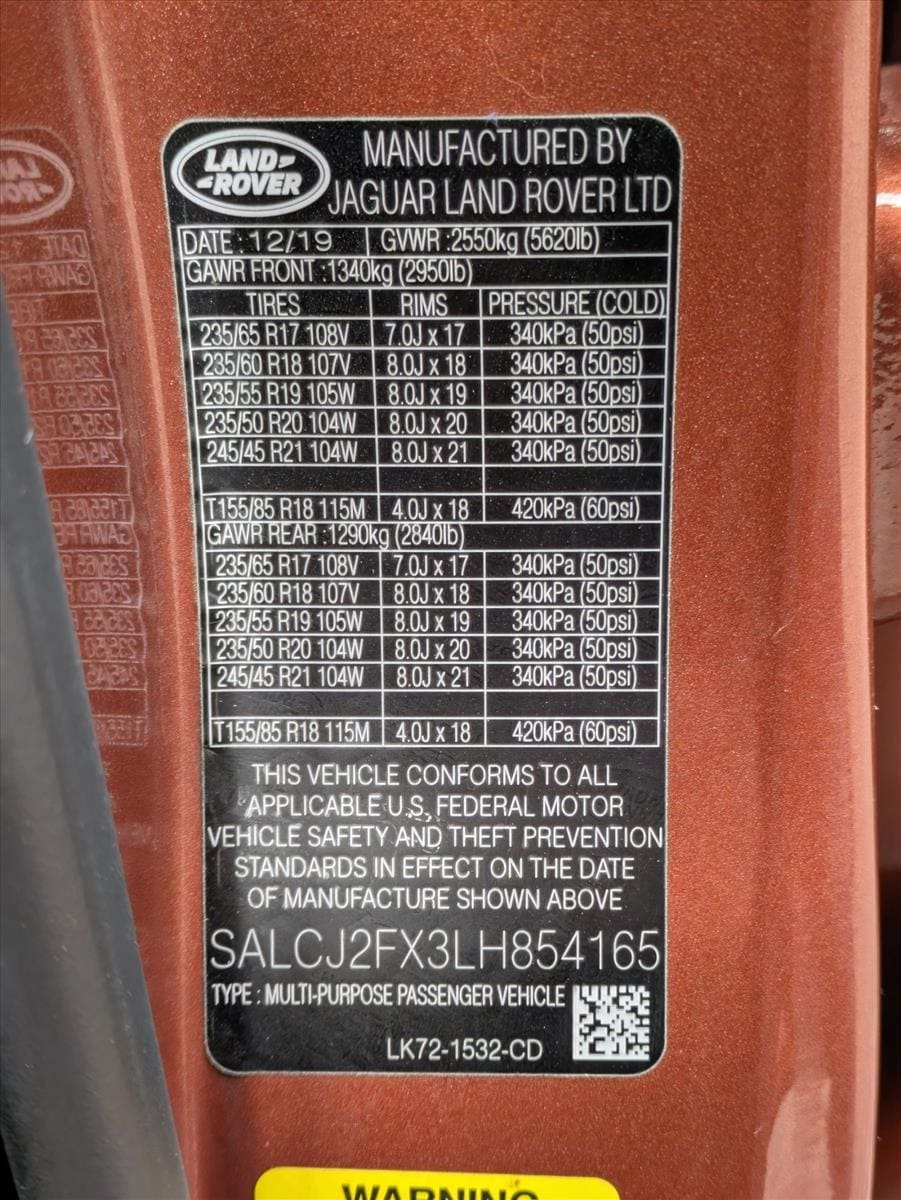 LAND-
-ROVER
MANUFACTURED BY
JAGUAR LAND ROVER LTD
DATE : 12/19 GVWR :2550kg (5620lb)
GAWR FRONT :1340kg (2950lb)
TIRES RIMS PRESSURE (COLD)
235/65 R17 108V 7.0J x 17 340kPa (50psi)
235/60 R18 107V 8.0J x 18 340kPa (50psi)
235/55 R19 105W 8.0J x 19 340kPa (50psi)
235/50 R20 104W 8.0J x 20 340kPa (50psi)
245/45 R21 104W 8.0J x 21 340kPa (50psi)
T155/85 R18 115M 4.0J x 18 420kPa (60psi)
GAWR REAR :1290kg (2840lb)
235/65 R17 108V 7.0J x 17 340kPa (50psi)
235/60 R18 107V 8.0J x 18 340kPa (50psi)
235/55 R19 105W 8.0J x 19 340kPa (50psi)
235/50 R20 104W 8.0J x 20 340kPa (50psi)
245/45 R21 104W 8.0J x 21 340kPa (50psi)
T155/85 R18 115M 4.0J x 18 420kPa (60psi)
THIS VEHICLE CONFORMS TO ALL
APPLICABLE U.S. FEDERAL MOTOR
VEHICLE SAFETY AND THEFT PREVENTION
STANDARDS IN EFFECT ON THE DATE
OF MANUFACTURE SHOWN ABOVE
SALCJ2FX3LH854165
TYPE : MULTI-PURPOSE PASSENGER VEHICLE
LK72-1532-CD
WARNING